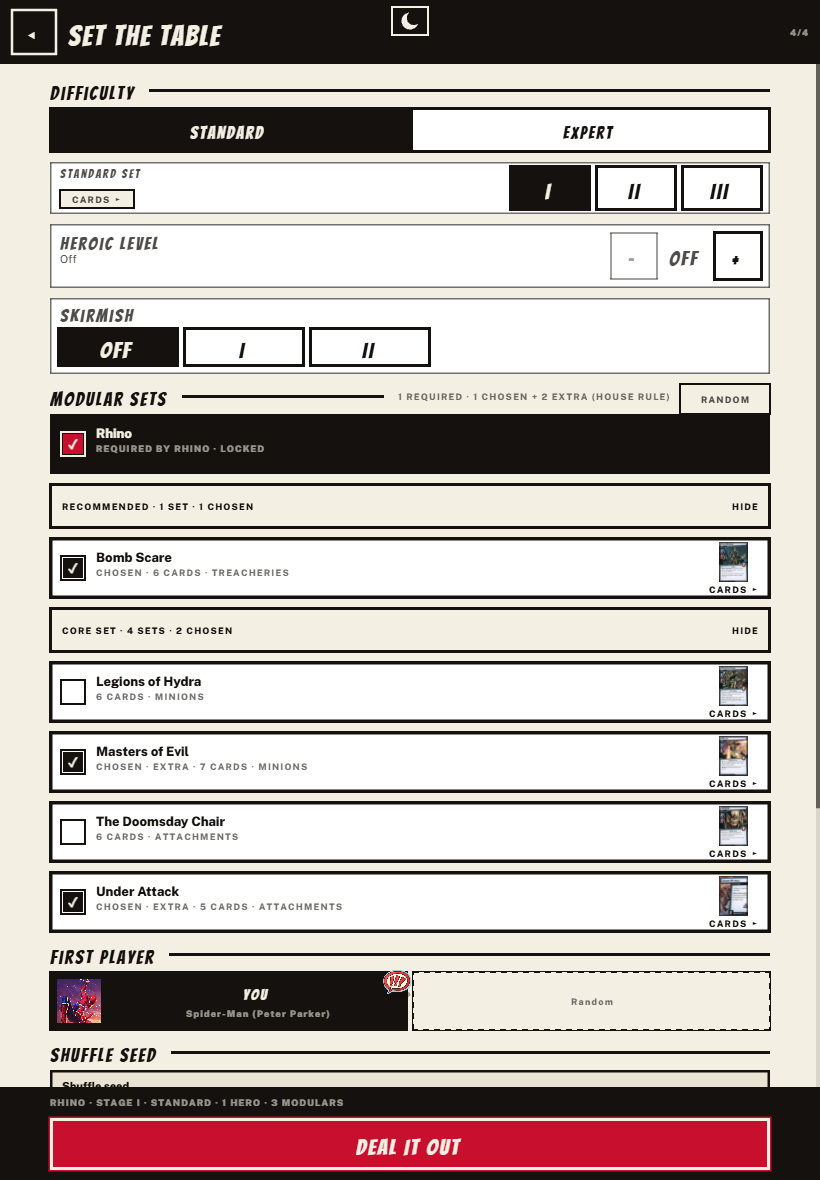 ◂ SET THE TABLE
4/4
DIFFICULTY
STANDARD EXPERT
STANDARD SET
CARDS ▸
I II III
HEROIC LEVEL
Off
- OFF +
SKIRMISH
OFF I II
MODULAR SETS 1 REQUIRED · 1 CHOSEN + 2 EXTRA (HOUSE RULE) RANDOM
✓ Rhino
REQUIRED BY RHINO · LOCKED
RECOMMENDED · 1 SET · 1 CHOSEN HIDE
✓ Bomb Scare
CHOSEN · 6 CARDS · TREACHERIES
CARDS ▸
CORE SET · 4 SETS · 2 CHOSEN HIDE
Legions of Hydra
6 CARDS · MINIONS
CARDS ▸
✓ Masters of Evil
CHOSEN · EXTRA · 7 CARDS · MINIONS
CARDS ▸
The Doomsday Chair
6 CARDS · ATTACHMENTS
CARDS ▸
✓ Under Attack
CHOSEN · EXTRA · 5 CARDS · ATTACHMENTS
CARDS ▸
FIRST PLAYER
YOU
Spider-Man (Peter Parker)
Random
SHUFFLE SEED
Shuffle seed
RHINO · STAGE I · STANDARD · 1 HERO · 3 MODULARS
DEAL IT OUT